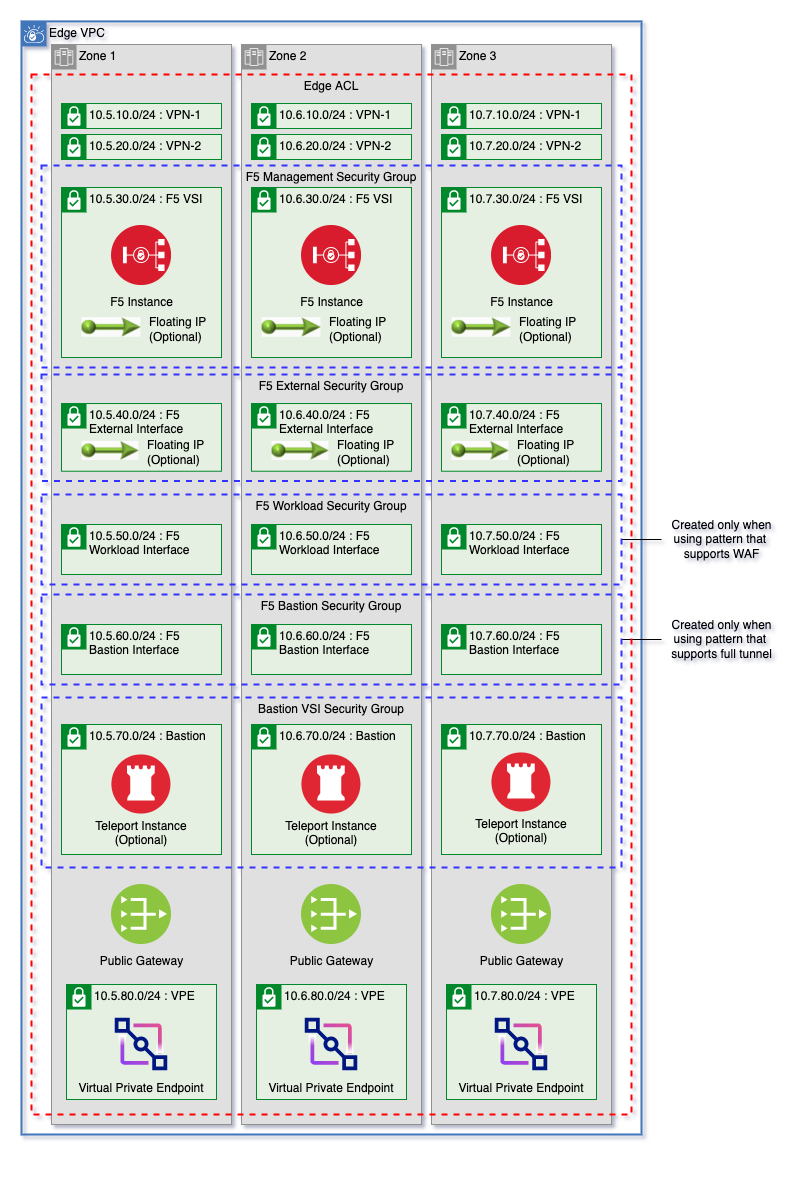 Edge VPC
Zone 1
Zone 2
Zone 3
Edge ACL
10.5.10.0/24 : VPN-1
10.6.10.0/24 : VPN-1
10.7.10.0/24 : VPN-1
10.5.20.0/24 : VPN-2
10.6.20.0/24 : VPN-2
10.7.20.0/24 : VPN-2
F5 Management Security Group
10.5.30.0/24 : F5 VSI
10.6.30.0/24 : F5 VSI
10.7.30.0/24 : F5 VSI
F5 Instance
F5 Instance
F5 Instance
Floating IP
(Optional)
Floating IP
(Optional)
Floating IP
(Optional)
F5 External Security Group
10.5.40.0/24 : F5
External Interface
10.6.40.0/24 : F5
External Interface
10.7.40.0/24 : F5
External Interface
Floating IP
(Optional)
Floating IP
(Optional)
Floating IP
(Optional)
F5 Workload Security Group
10.5.50.0/24 : F5
Workload Interface
10.6.50.0/24 : F5
Workload Interface
10.7.50.0/24 : F5
Workload Interface
Created only when
using pattern that
supports WAF
F5 Bastion Security Group
10.5.60.0/24 : F5
Bastion Interface
10.6.60.0/24 : F5
Bastion Interface
10.7.60.0/24 : F5
Bastion Interface
Created only when
using pattern that
supports full tunnel
Bastion VSI Security Group
10.5.70.0/24 : Bastion
10.6.70.0/24 : Bastion
10.7.70.0/24 : Bastion
Teleport Instance
(Optional)
Teleport Instance
(Optional)
Teleport Instance
(Optional)
Public Gateway
Public Gateway
Public Gateway
10.5.80.0/24 : VPE
10.6.80.0/24 : VPE
10.7.80.0/24 : VPE
Virtual Private Endpoint
Virtual Private Endpoint
Virtual Private Endpoint